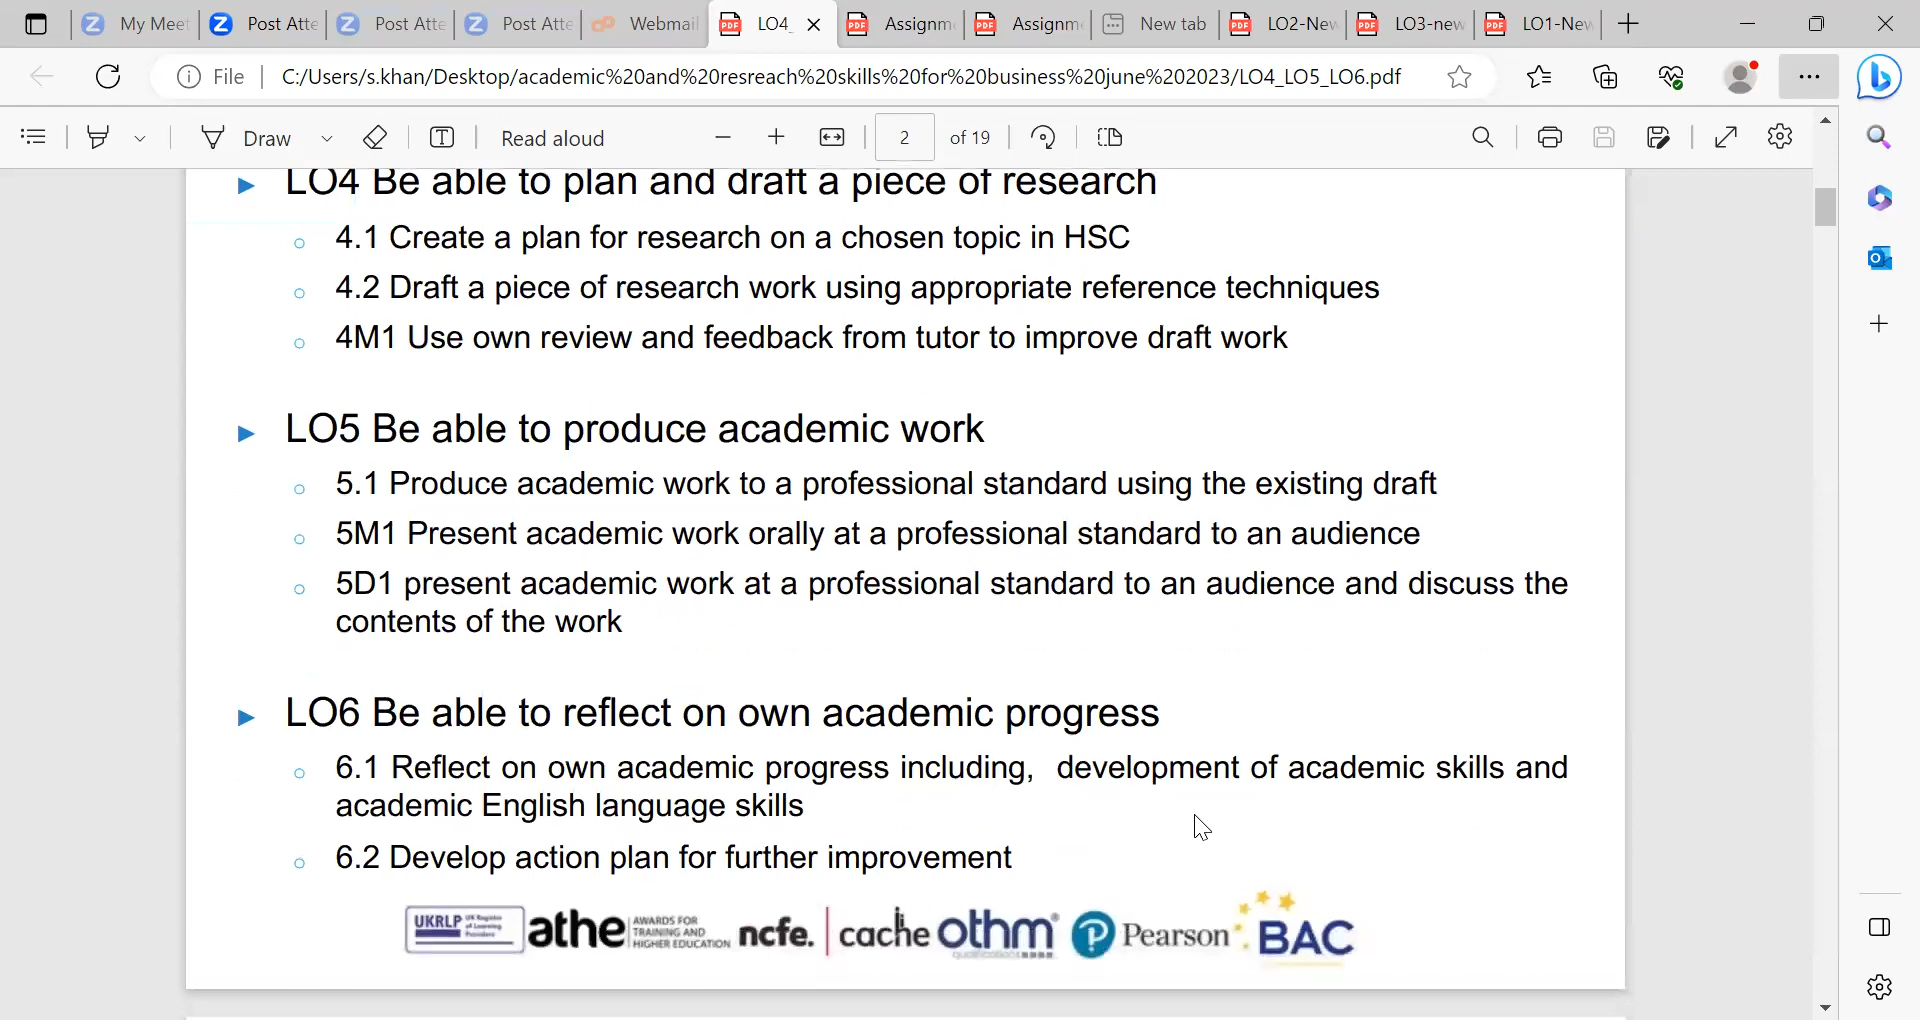 My Meet
Post Atte
Post Atte
Post Atte
Webmail
LO4_
Assignm
Assignm
New tab
LO2-New
LO3-new
LO1-New
File
C:/Users/s.khan/Desktop/academic%20and%20resreach%20skills%20for%20business%20june%202023/LO4_LO5_LO6.pdf
Draw
Read aloud
2 of 19
LO4 Be able to plan and draft a piece of research
4.1 Create a plan for research on a chosen topic in HSC
4.2 Draft a piece of research work using appropriate reference techniques
4M1 Use own review and feedback from tutor to improve draft work
LO5 Be able to produce academic work
5.1 Produce academic work to a professional standard using the existing draft
5M1 Present academic work orally at a professional standard to an audience
5D1 present academic work at a professional standard to an audience and discuss the
contents of the work
LO6 Be able to reflect on own academic progress
6.1 Reflect on own academic progress including, development of academic skills and
academic English language skills
6.2 Develop action plan for further improvement
UKRLP UK Register of Learning Providers
athe AWARDS FOR TRAINING AND HIGHER EDUCATION
ncfe. cache
othm qualifications
Pearson
BAC